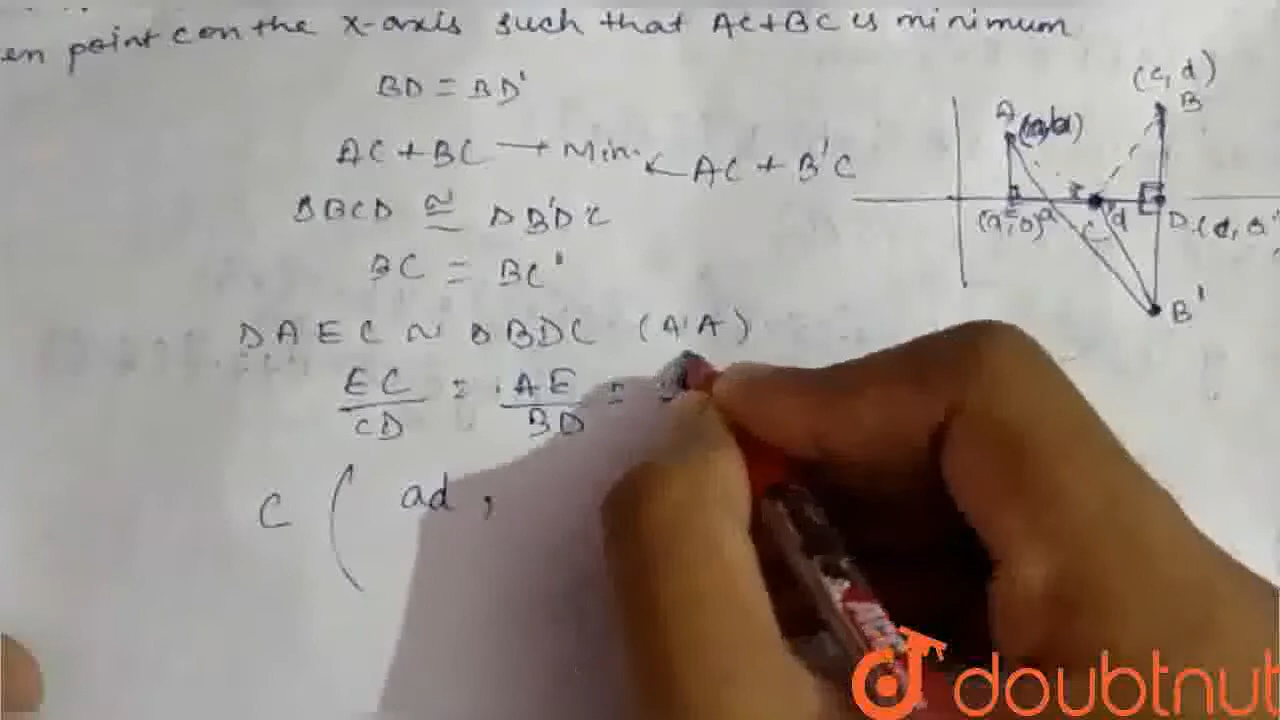 en point c on the x-axis such that AC+BC is minimum
BD = BD'
AC + BC → Min. ← AC + B'C
ΔBCD ≅ ΔB'DC
BC = BC'
ΔAEC ~ ΔBDC (A'A)
EC/CD = AE/BD =
C ( ad ,
(c, d)
B
A
D
B'
doubtnut